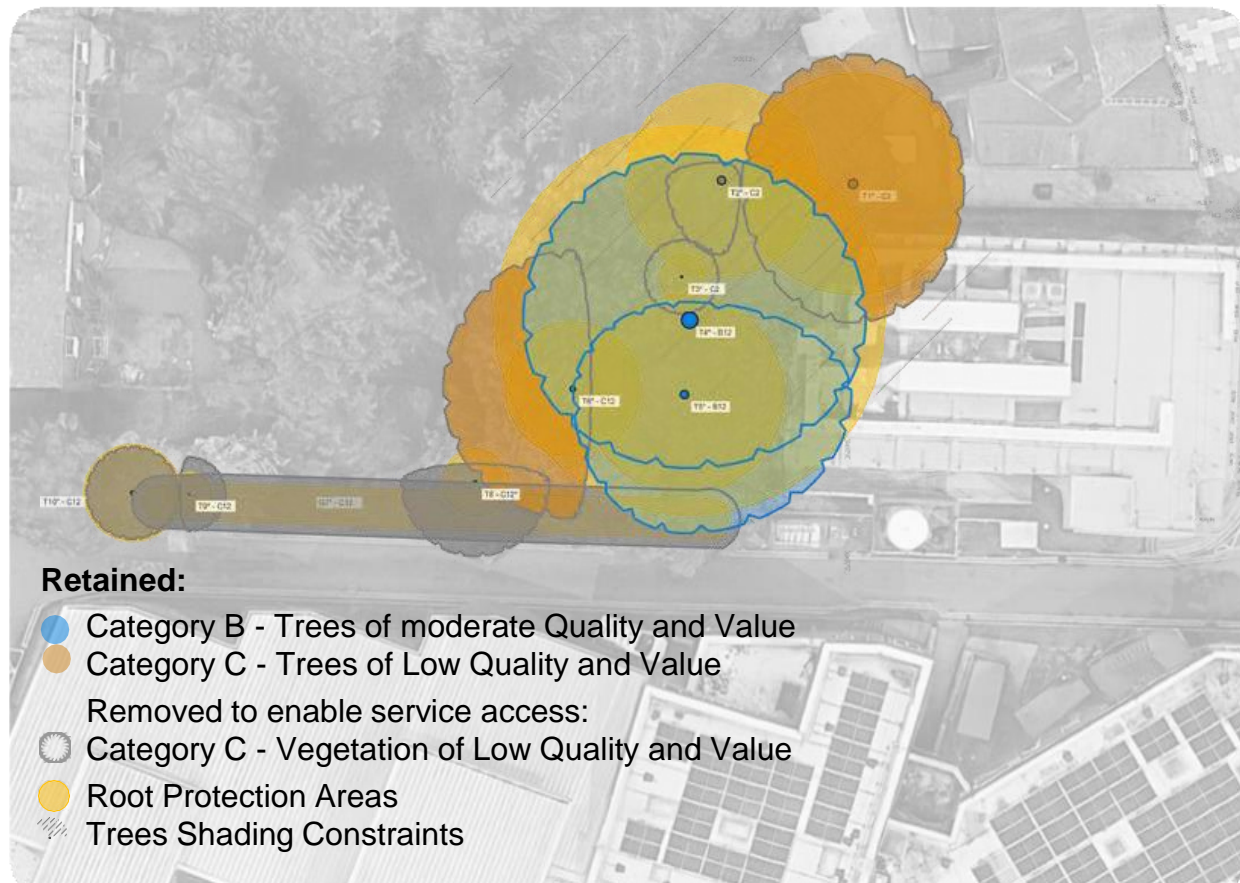 T2* - C2
T3* - C2
T4* - B12
T5* - B12
T6* - C12
T8 - C12*
T10* - C12
T9* - C12
Retained:
Category B - Trees of moderate Quality and Value
Category C - Trees of Low Quality and Value
Removed to enable service access:
Category C - Vegetation of Low Quality and Value
Root Protection Areas
Trees Shading Constraints